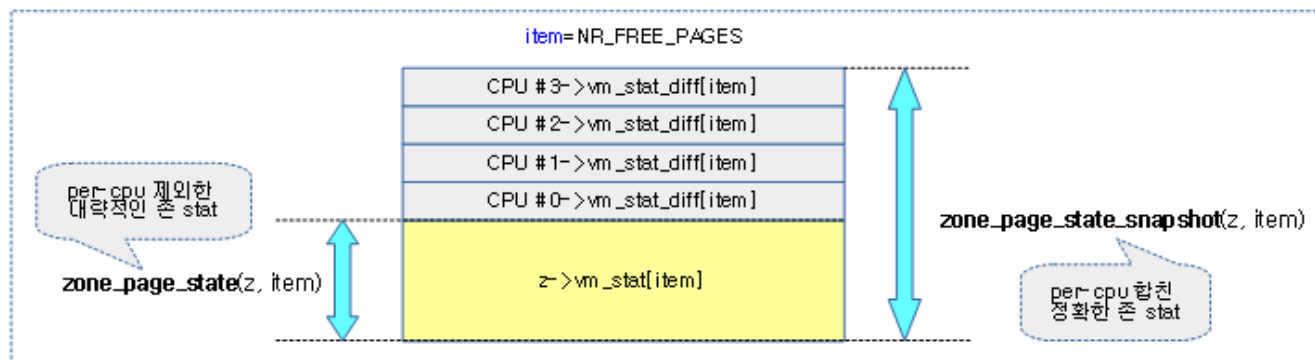 item=NR_FREE_PAGES
CPU #3->vm_stat_diff[item]
CPU #2->vm_stat_diff[item]
CPU #1->vm_stat_diff[item]
CPU #0->vm_stat_diff[item]
per-cpu 제외한
대략적인 존 stat
zone_page_state_snapshot(z, item)
zone_page_state(z, item)
z->vm_stat[item]
per-cpu 합친
정확한 존 stat